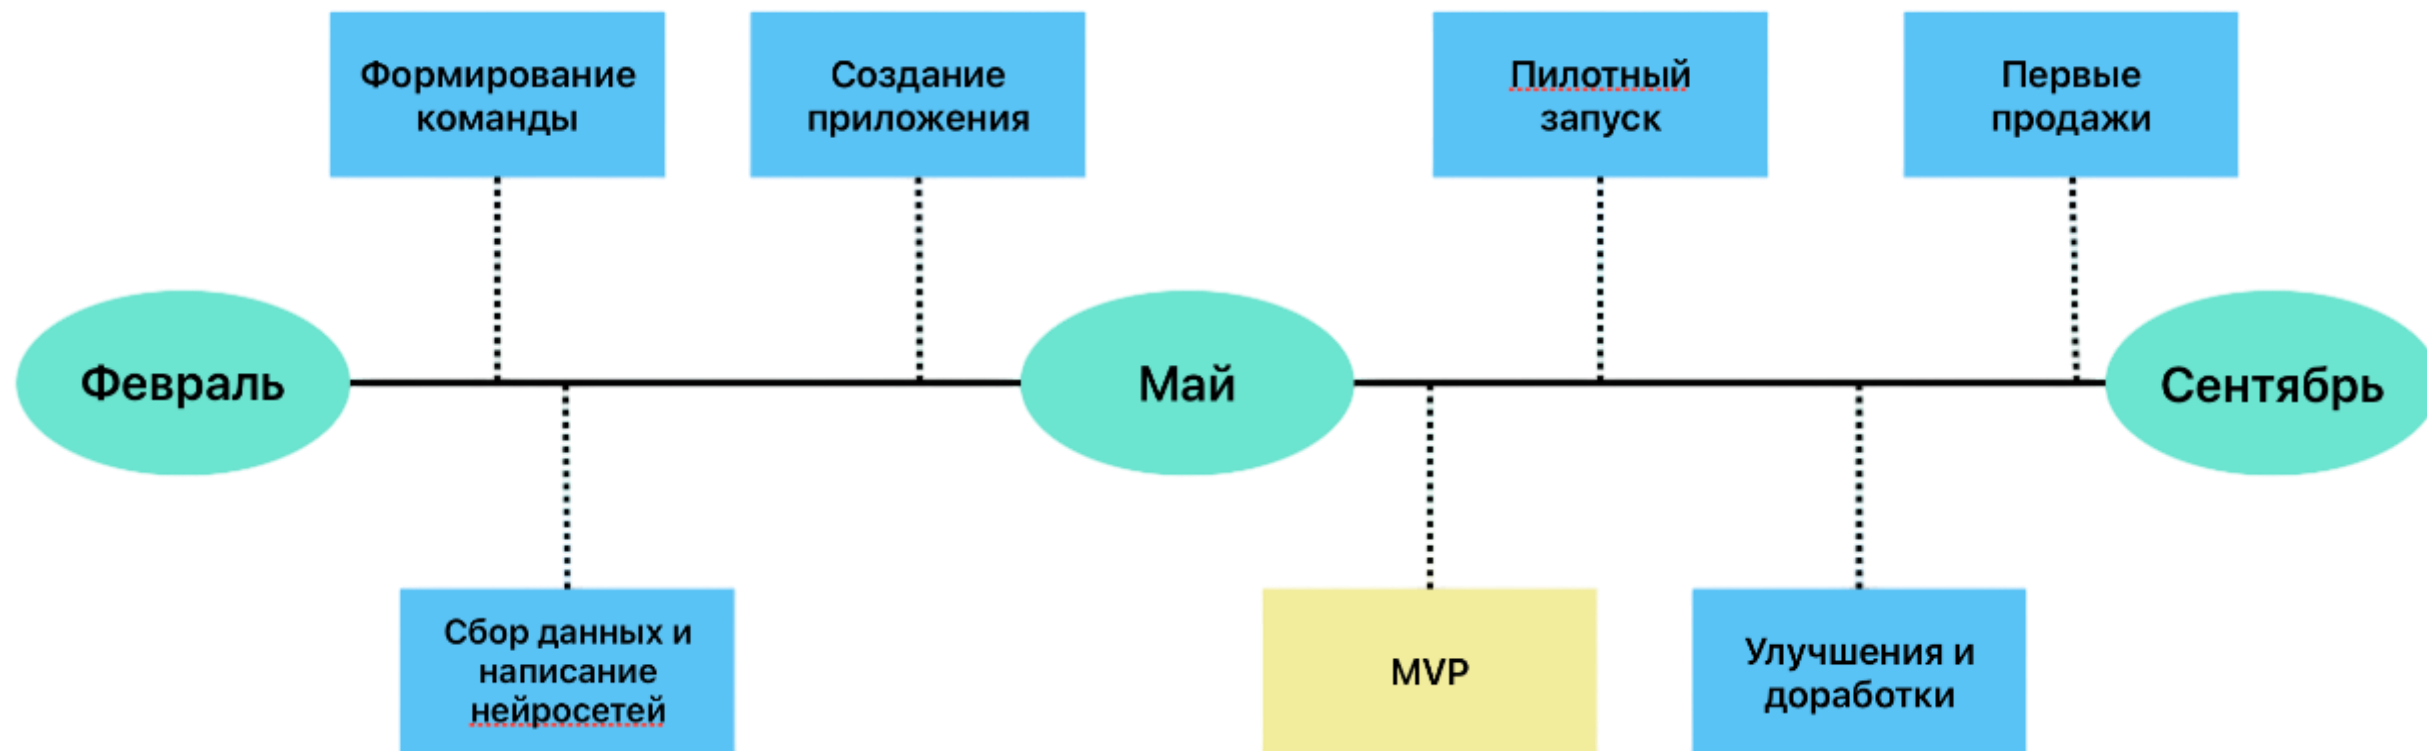 Формирование
команды
Создание
приложения
Пилотный
запуск
Первые
продажи
Февраль
Май
Сентябрь
Сбор данных и
написание
нейросетей
MVP
Улучшения и
доработки